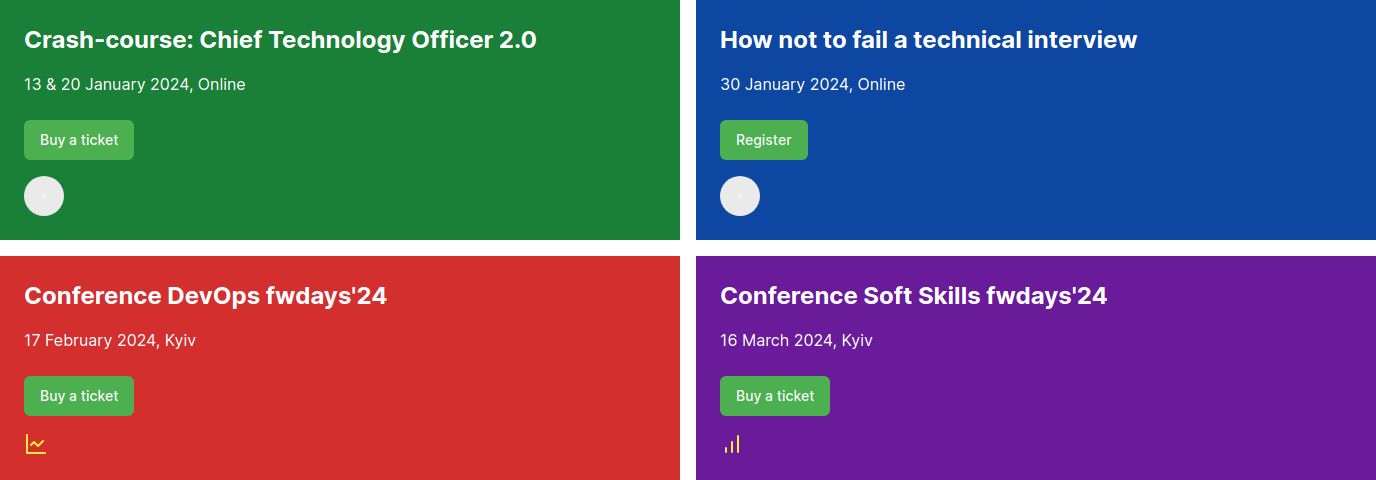 Crash-course: Chief Technology Officer 2.0
13 & 20 January 2024, Online
Buy a ticket
How not to fail a technical interview
30 January 2024, Online
Register
Conference DevOps fwdays'24
17 February 2024, Kyiv
Buy a ticket
Conference Soft Skills fwdays'24
16 March 2024, Kyiv
Buy a ticket